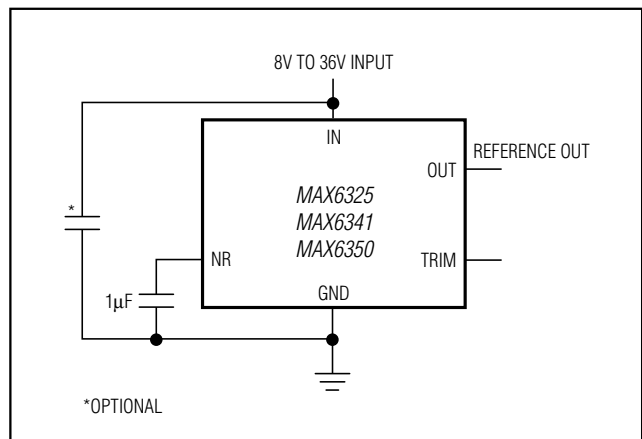 8V TO 36V INPUT
IN
REFERENCE OUT
OUT
MAX6325
MAX6341
MAX6350
*
NR
TRIM
1μF
GND
*OPTIONAL